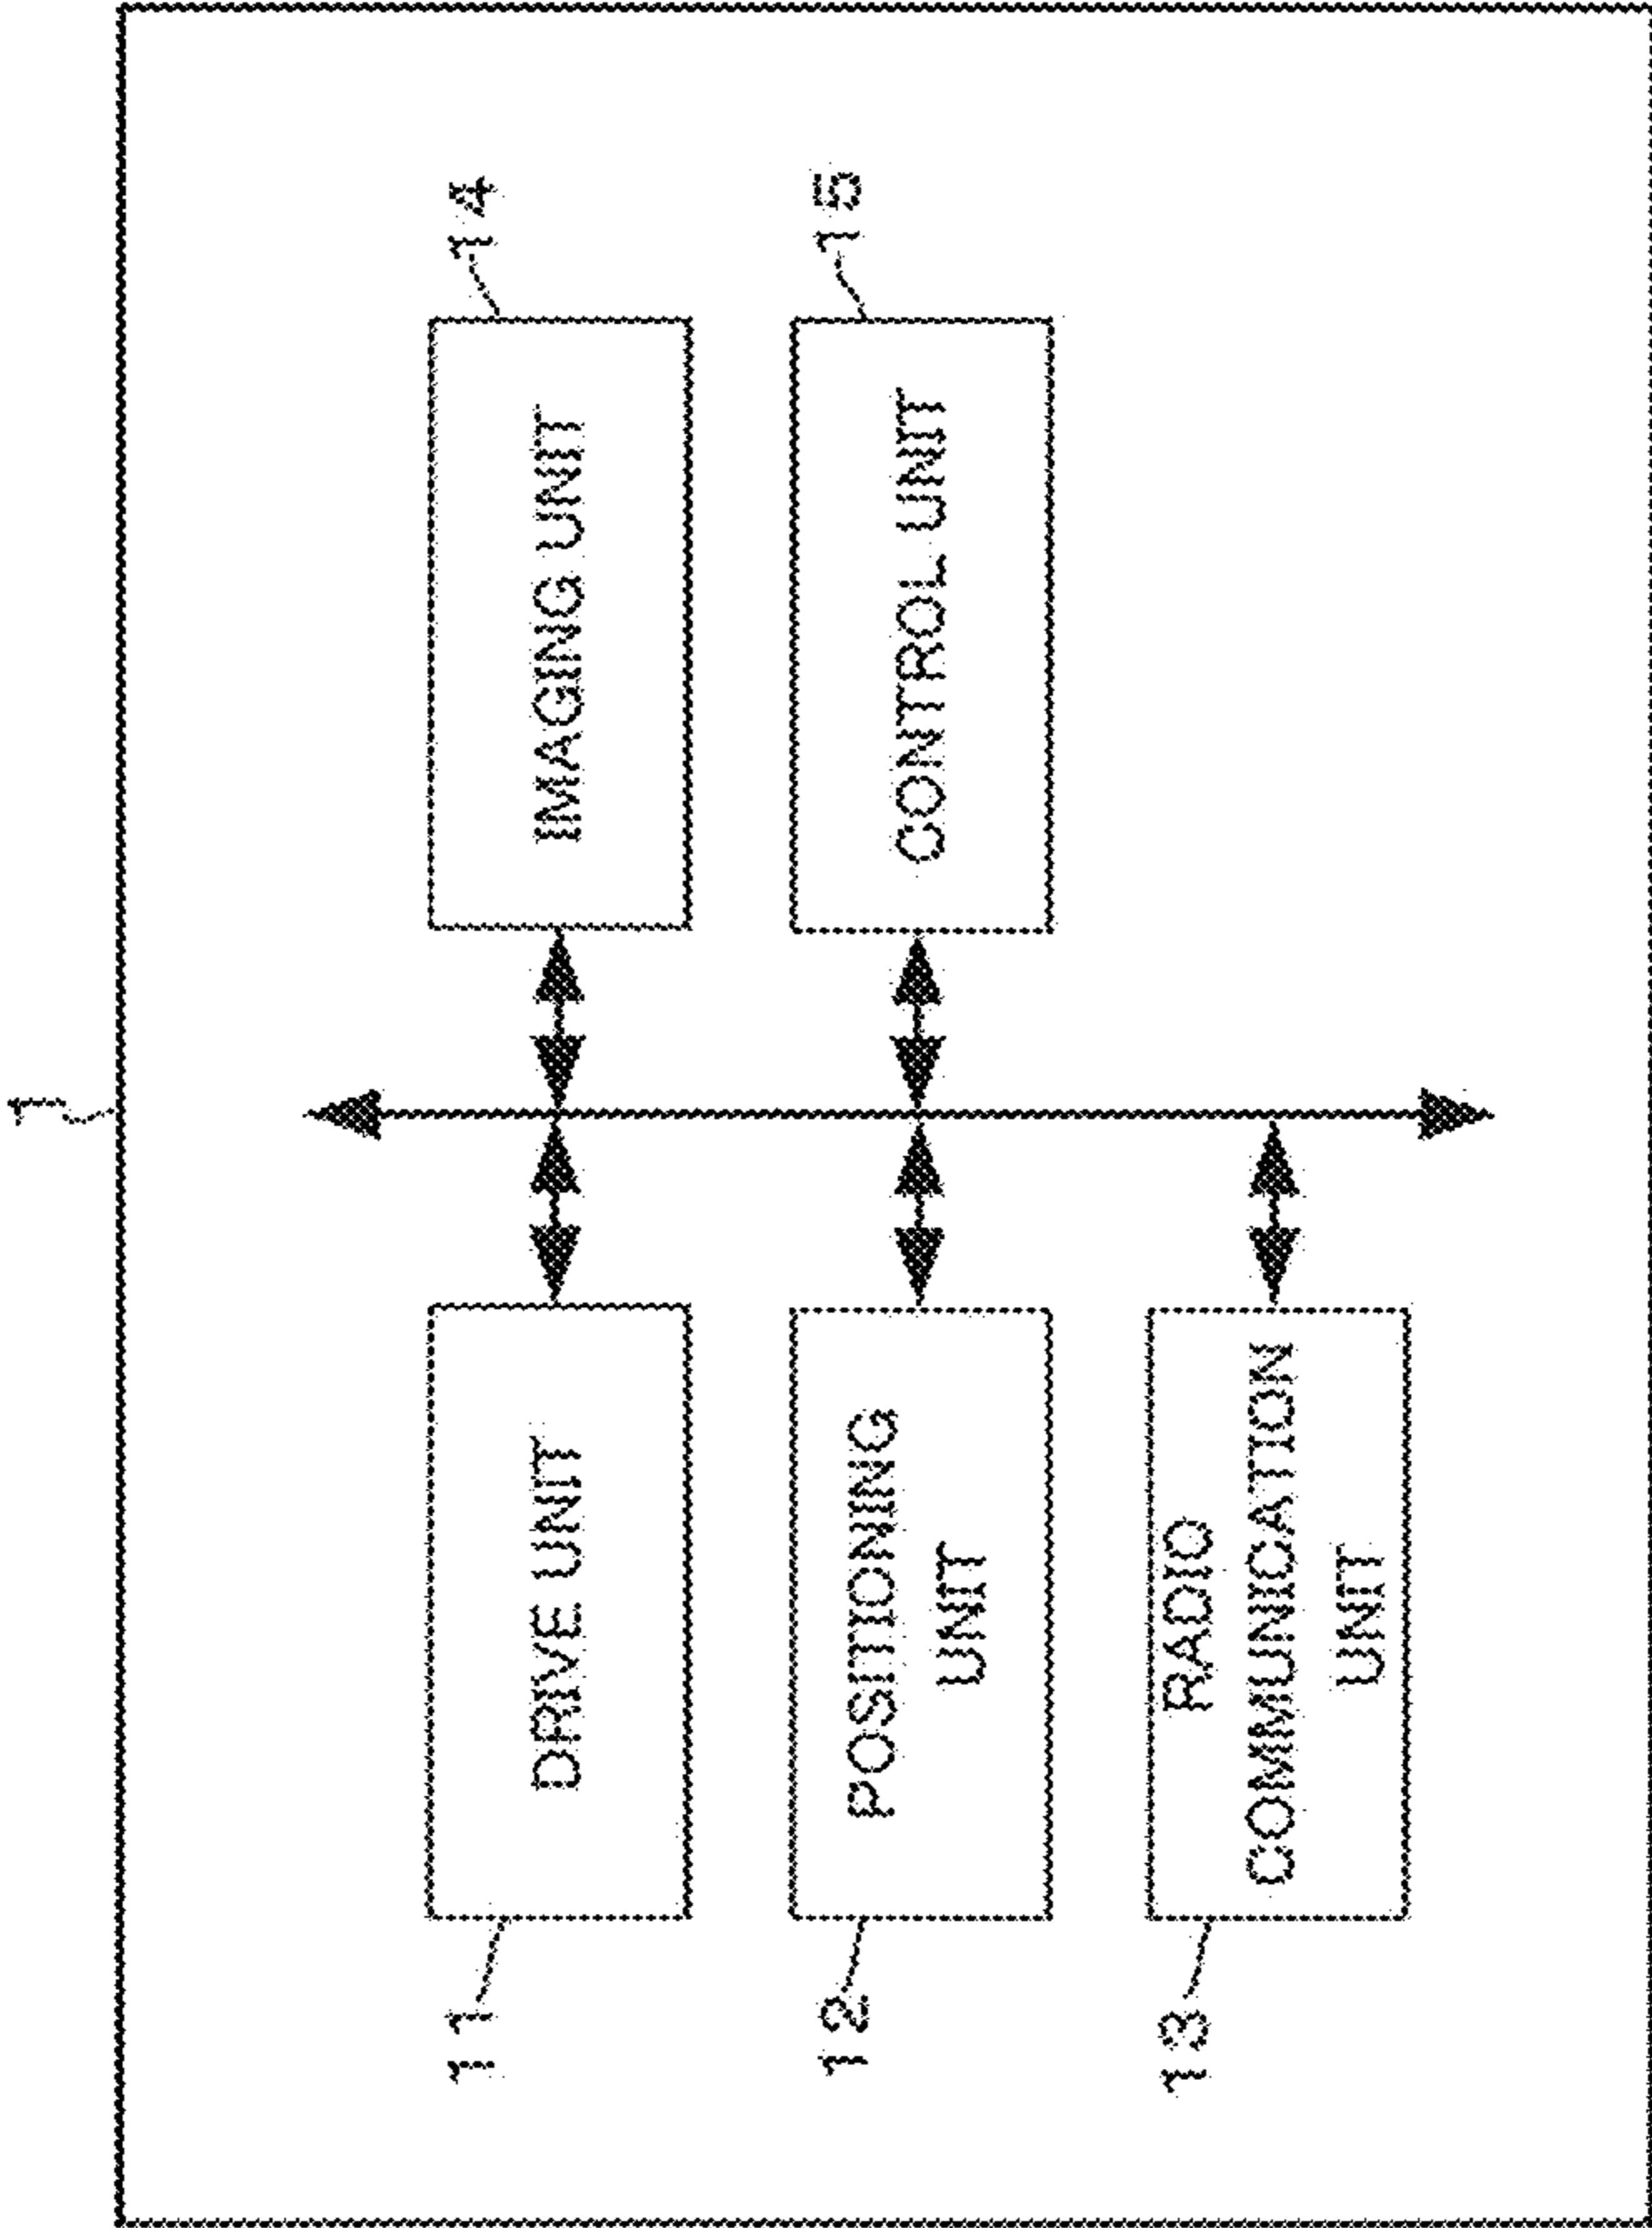 1
11
DRIVE UNIT
IMAGING UNIT
14
12
POSITIONING
UNIT
CONTROL UNIT
15
13
RADIO
COMMUNICATION
UNIT